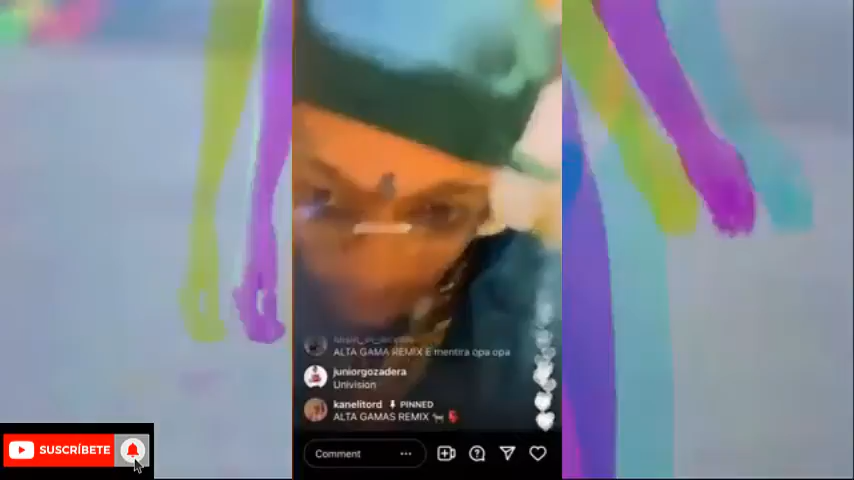 ALTA GAMA REMIX E mentira opa opa
juniorgozadera
Univision
kanelitord PINNED
ALTA GAMAS REMIX
Comment
SUSCRÍBETE